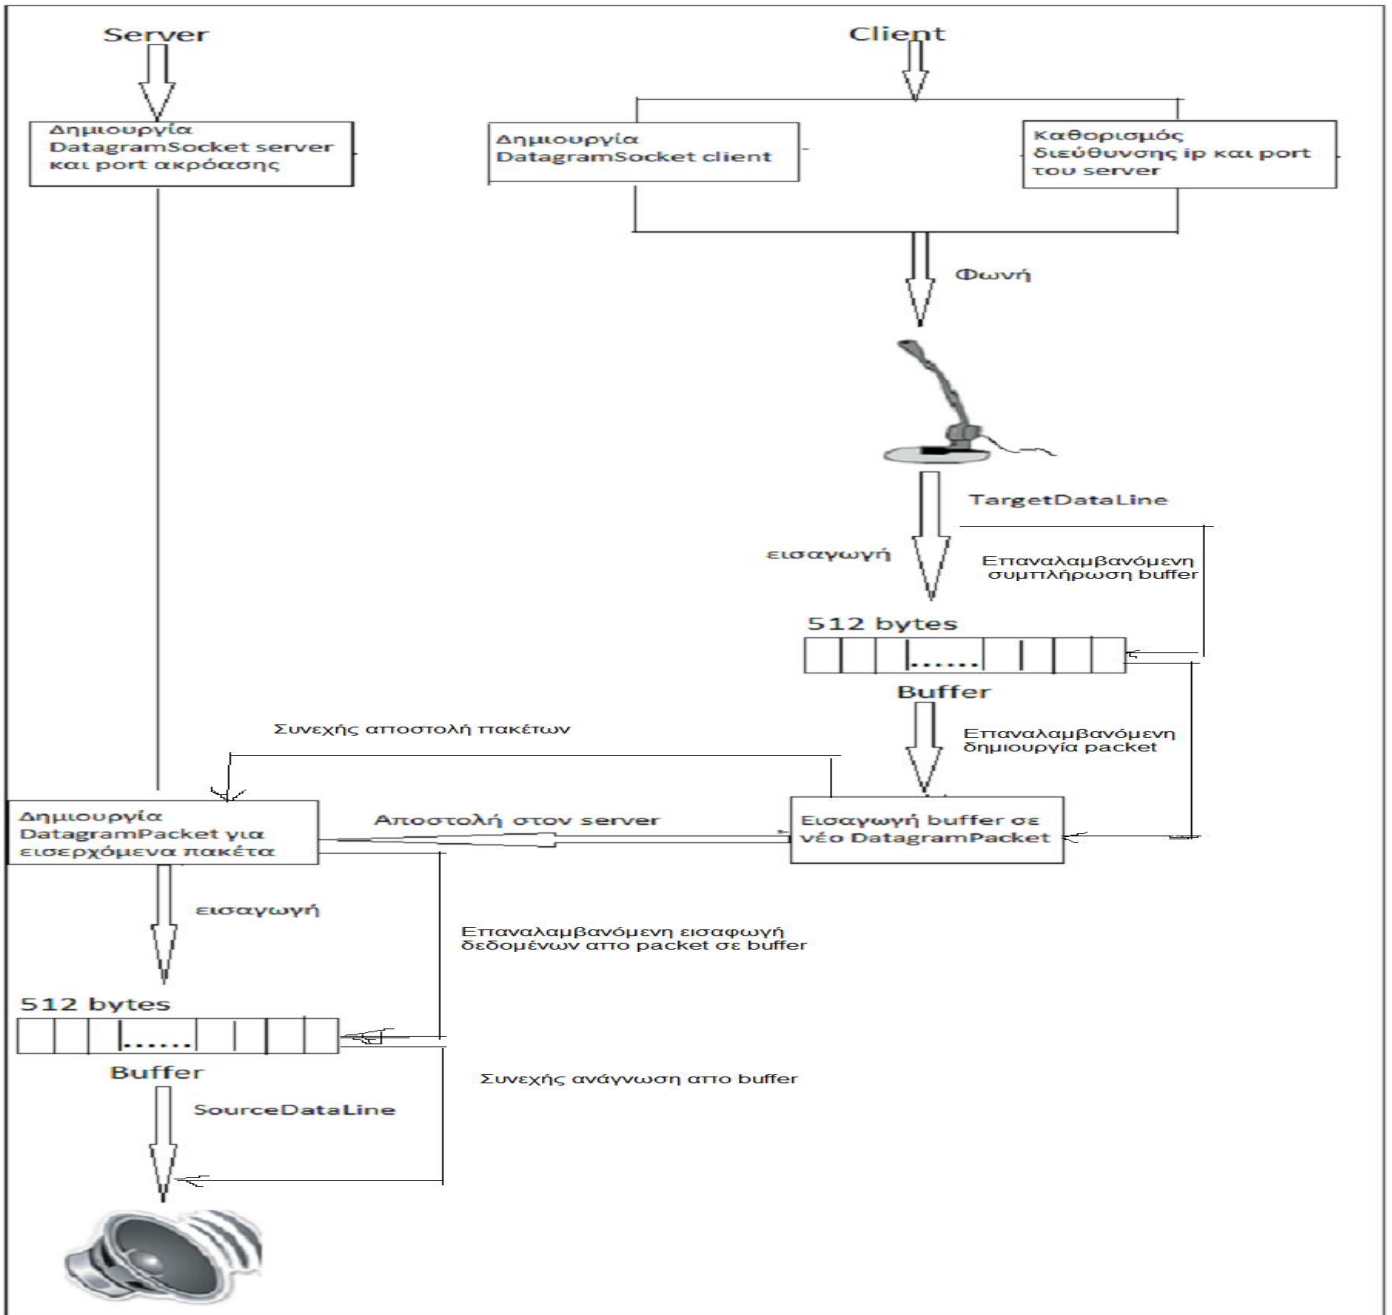 Server
Client
Δημιουργία
DatagramSocket server
και port ακρόασης
Δημιουργία
DatagramSocket client
Καθορισμός
διεύθυνσης ip και port
του server
Φωνή
TargetDataLine
εισαγωγή
Επαναλαμβανόμενη
συμπλήρωση buffer
512 bytes
......
Buffer
Συνεχής αποστολή πακέτων
Επαναλαμβανόμενη
δημιουργία packet
Δημιουργία
DatagramPacket για
εισερχόμενα πακέτα
Αποστολή στον server
Εισαγωγή buffer σε
νέο DatagramPacket
εισαγωγή
Επαναλαμβανόμενη εισαφωγή
δεδομένων απο packet σε buffer
512 bytes
......
Buffer
Συνεχής ανάγνωση απο buffer
SourceDataLine